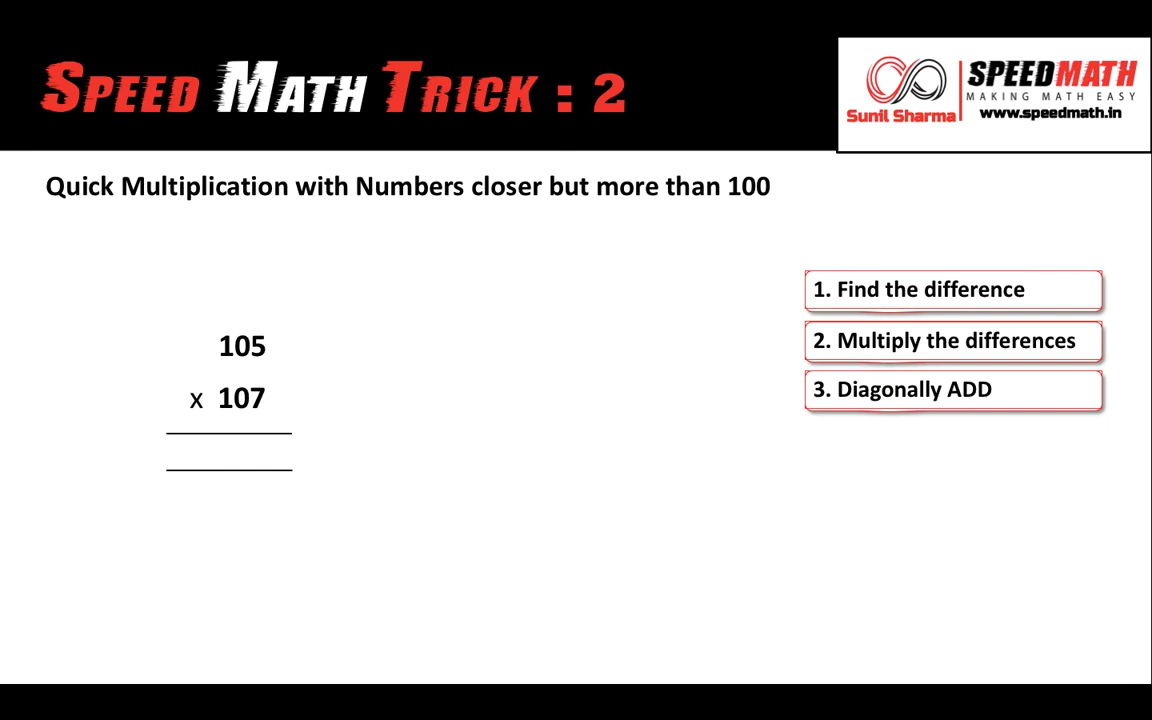 SPEED MATH TRICK : 2
Sunil Sharma
SPEEDMATH
MAKING MATH EASY
www.speedmath.in
Quick Multiplication with Numbers closer but more than 100
1. Find the difference
2. Multiply the differences
3. Diagonally ADD
105
x 107